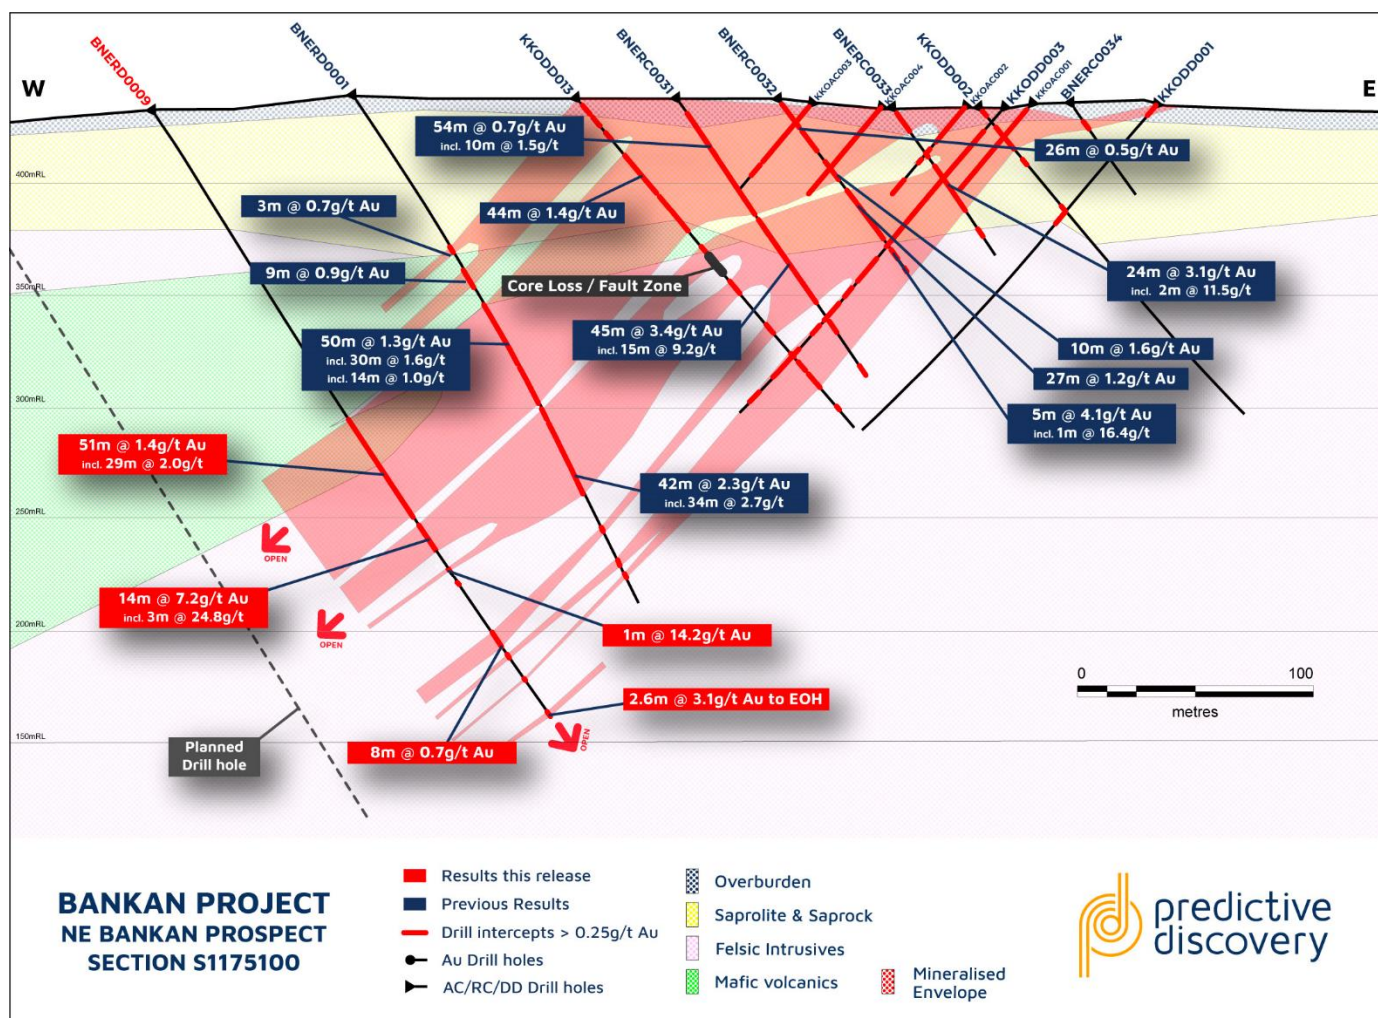 BNERD0009
BNERD0001
KKODD013
BNERC0031
BNERC0032
KKOAC003
BNERC0033
KKOAC004
KKODD002
KKOAC002
KKODD003
KKOAC001
BNERC0034
KKODD001
W
E
54m @ 0.7g/t Au
incl. 10m @ 1.5g/t
26m @ 0.5g/t Au
400mRL
3m @ 0.7g/t Au
44m @ 1.4g/t Au
9m @ 0.9g/t Au
Core Loss / Fault Zone
24m @ 3.1g/t Au
incl. 2m @ 11.5g/t
350mRL
50m @ 1.3g/t Au
incl. 30m @ 1.6g/t
incl. 14m @ 1.0g/t
45m @ 3.4g/t Au
incl. 15m @ 9.2g/t
10m @ 1.6g/t Au
27m @ 1.2g/t Au
300mRL
5m @ 4.1g/t Au
incl. 1m @ 16.4g/t
51m @ 1.4g/t Au
incl. 29m @ 2.0g/t
42m @ 2.3g/t Au
incl. 34m @ 2.7g/t
250mRL
OPEN
14m @ 7.2g/t Au
incl. 3m @ 24.8g/t
200mRL
OPEN
1m @ 14.2g/t Au
0 100
metres
2.6m @ 3.1g/t Au to EOH
OPEN
150mRL
Planned
Drill hole
8m @ 0.7g/t Au
BANKAN PROJECT
NE BANKAN PROSPECT
SECTION S1175100
Results this release
Previous Results
Drill intercepts > 0.25g/t Au
Au Drill holes
AC/RC/DD Drill holes
Overburden
Saprolite & Saprock
Felsic Intrusives
Mafic volcanics
Mineralised
Envelope
predictive
discovery